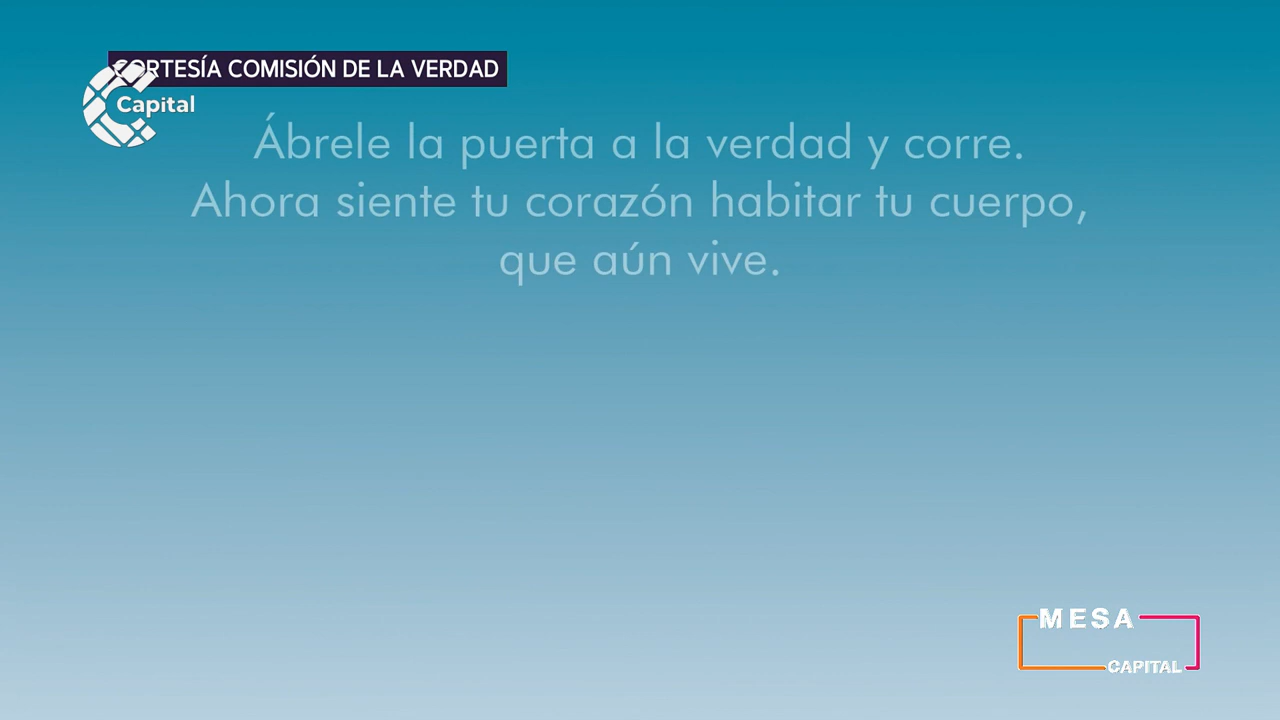 CORTESÍA COMISIÓN DE LA VERDAD
Capital
Ábrele la puerta a la verdad y corre.
Ahora siente tu corazón habitar tu cuerpo,
que aún vive.
MESA
CAPITAL